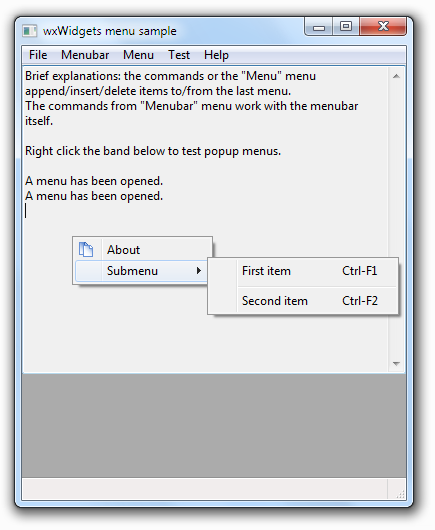 wxWidgets menu sample
File Menubar Menu Test Help
Brief explanations: the commands or the "Menu" menu
append/insert/delete items to/from the last menu.
The commands from "Menubar" menu work with the menubar
itself.
Right click the band below to test popup menus.
A menu has been opened.
A menu has been opened.
About
Submenu
First item Ctrl-F1
Second item Ctrl-F2